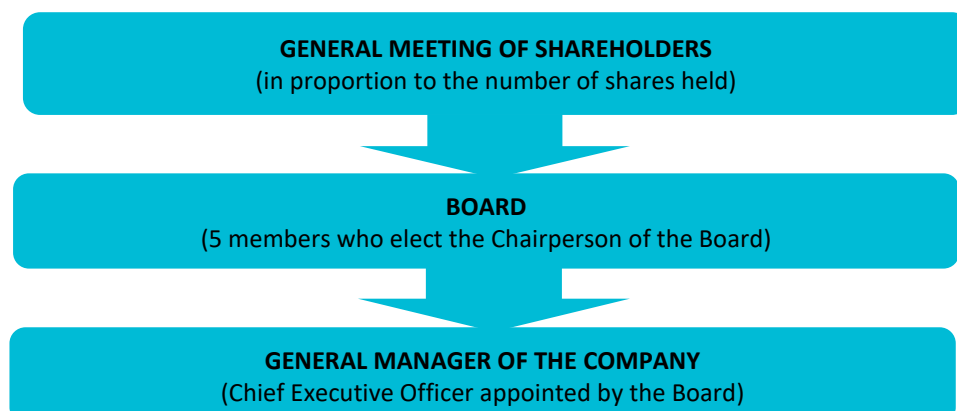 GENERAL MEETING OF SHAREHOLDERS
(in proportion to the number of shares held)
BOARD
(5 members who elect the Chairperson of the Board)
GENERAL MANAGER OF THE COMPANY
(Chief Executive Officer appointed by the Board)